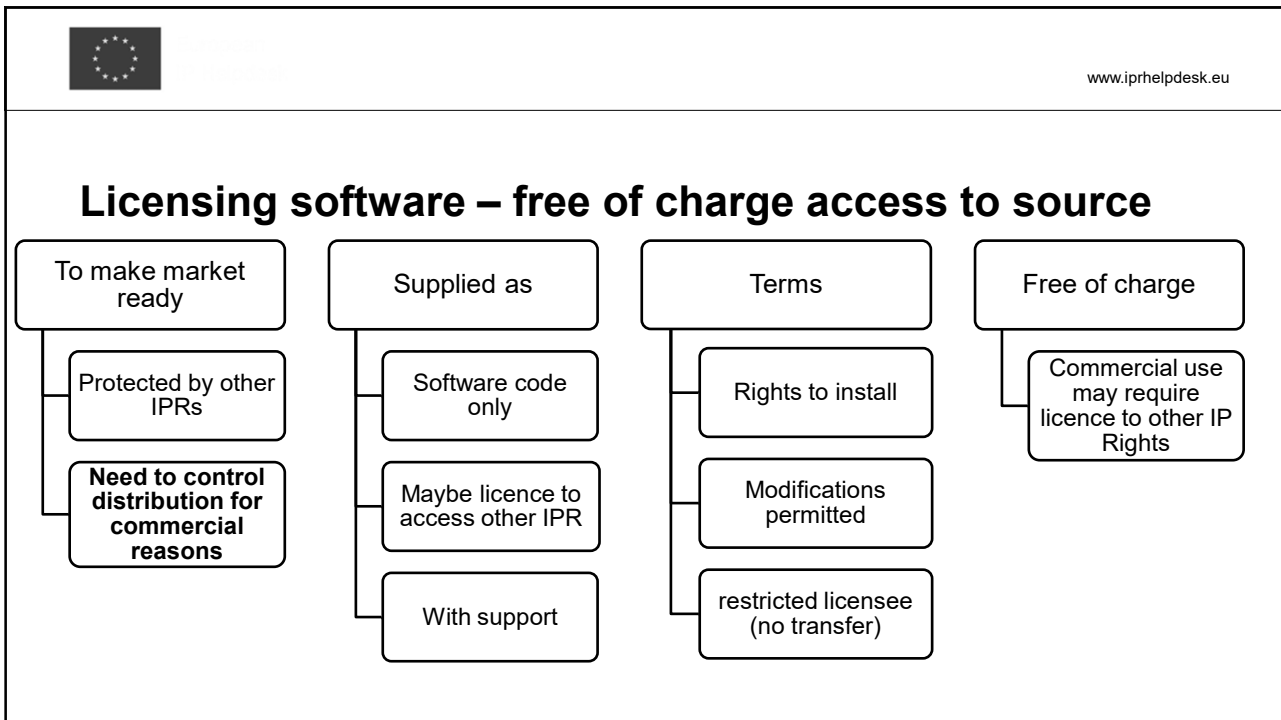 www.iprhelpdesk.eu
Licensing software – free of charge access to source
To make market
ready
Protected by other
IPRs
Need to control
distribution for
commercial
reasons
Supplied as
Software code
only
Maybe licence to
access other IPR
With support
Terms
Rights to install
Modifications
permitted
restricted licensee
(no transfer)
Free of charge
Commercial use
may require
licence to other IP
Rights